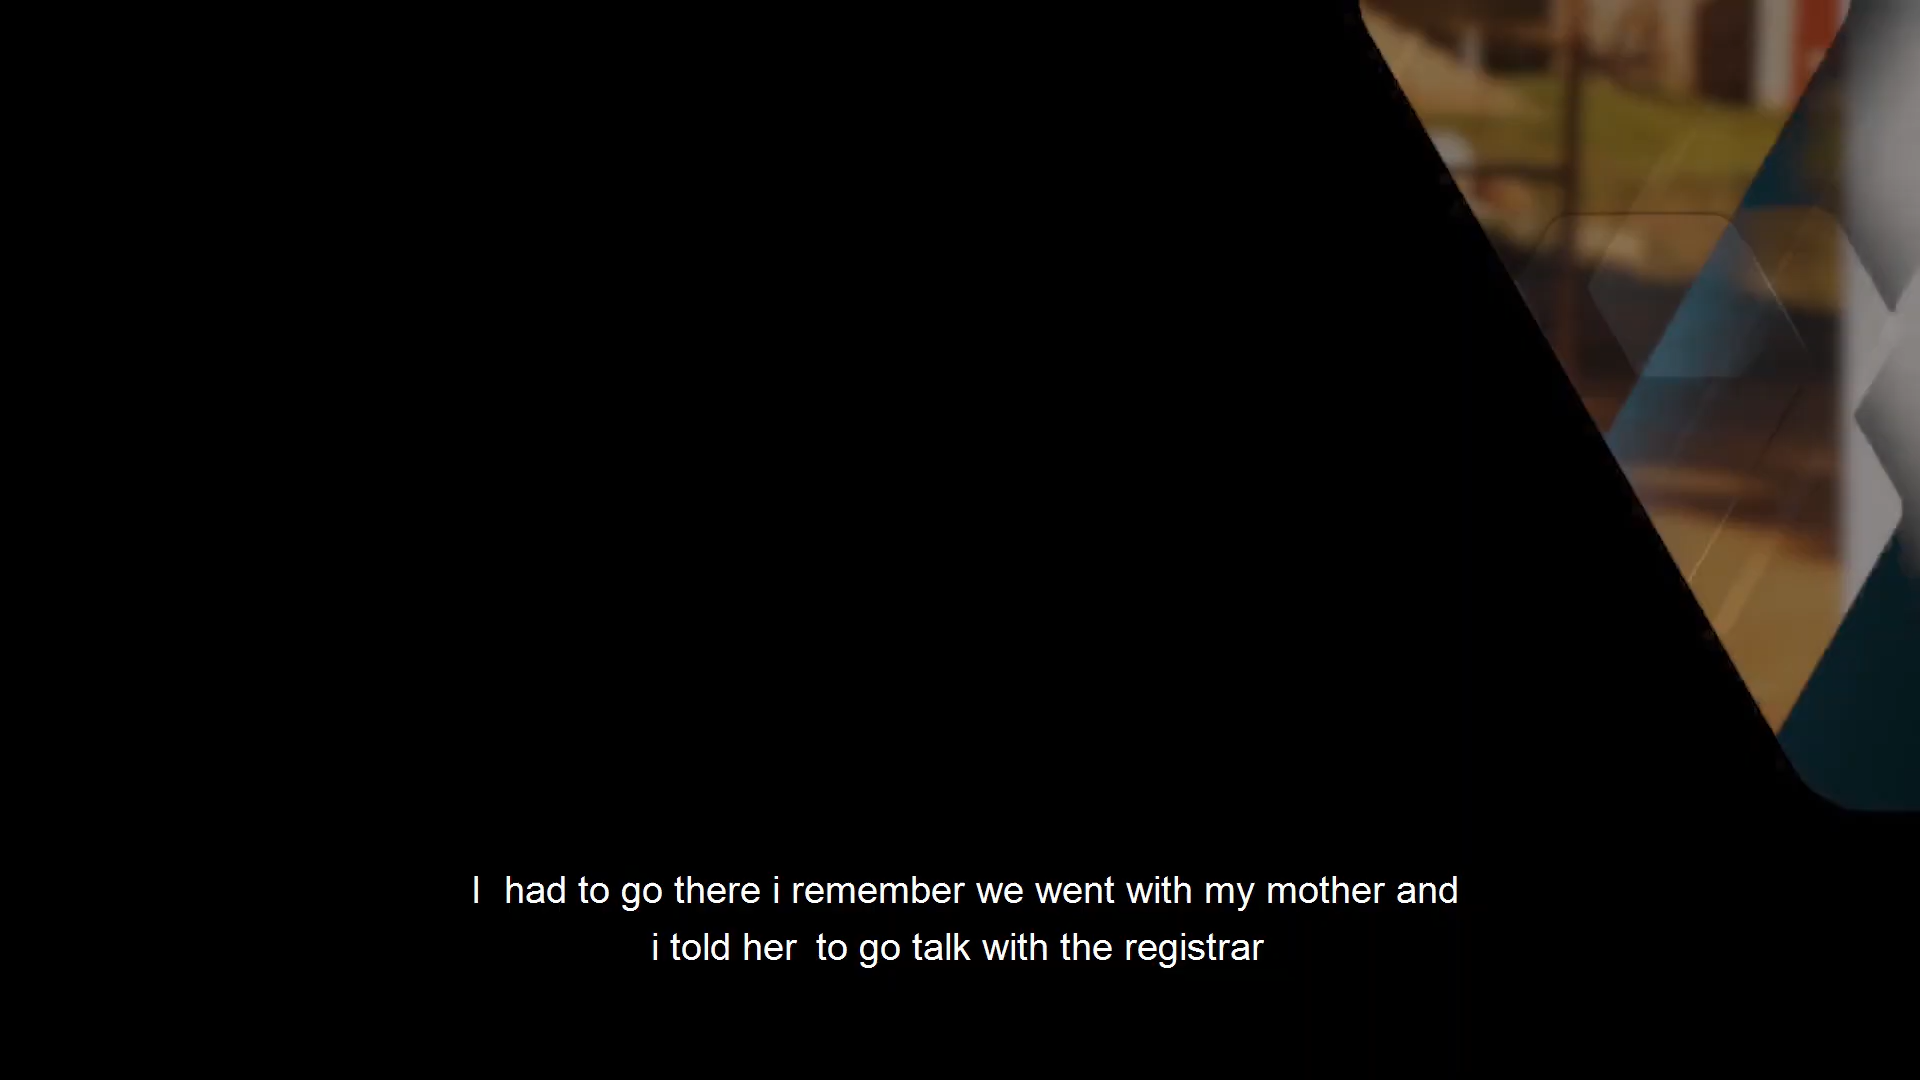 I  had to go there i remember we went with my mother and
i told her  to go talk with the registrar